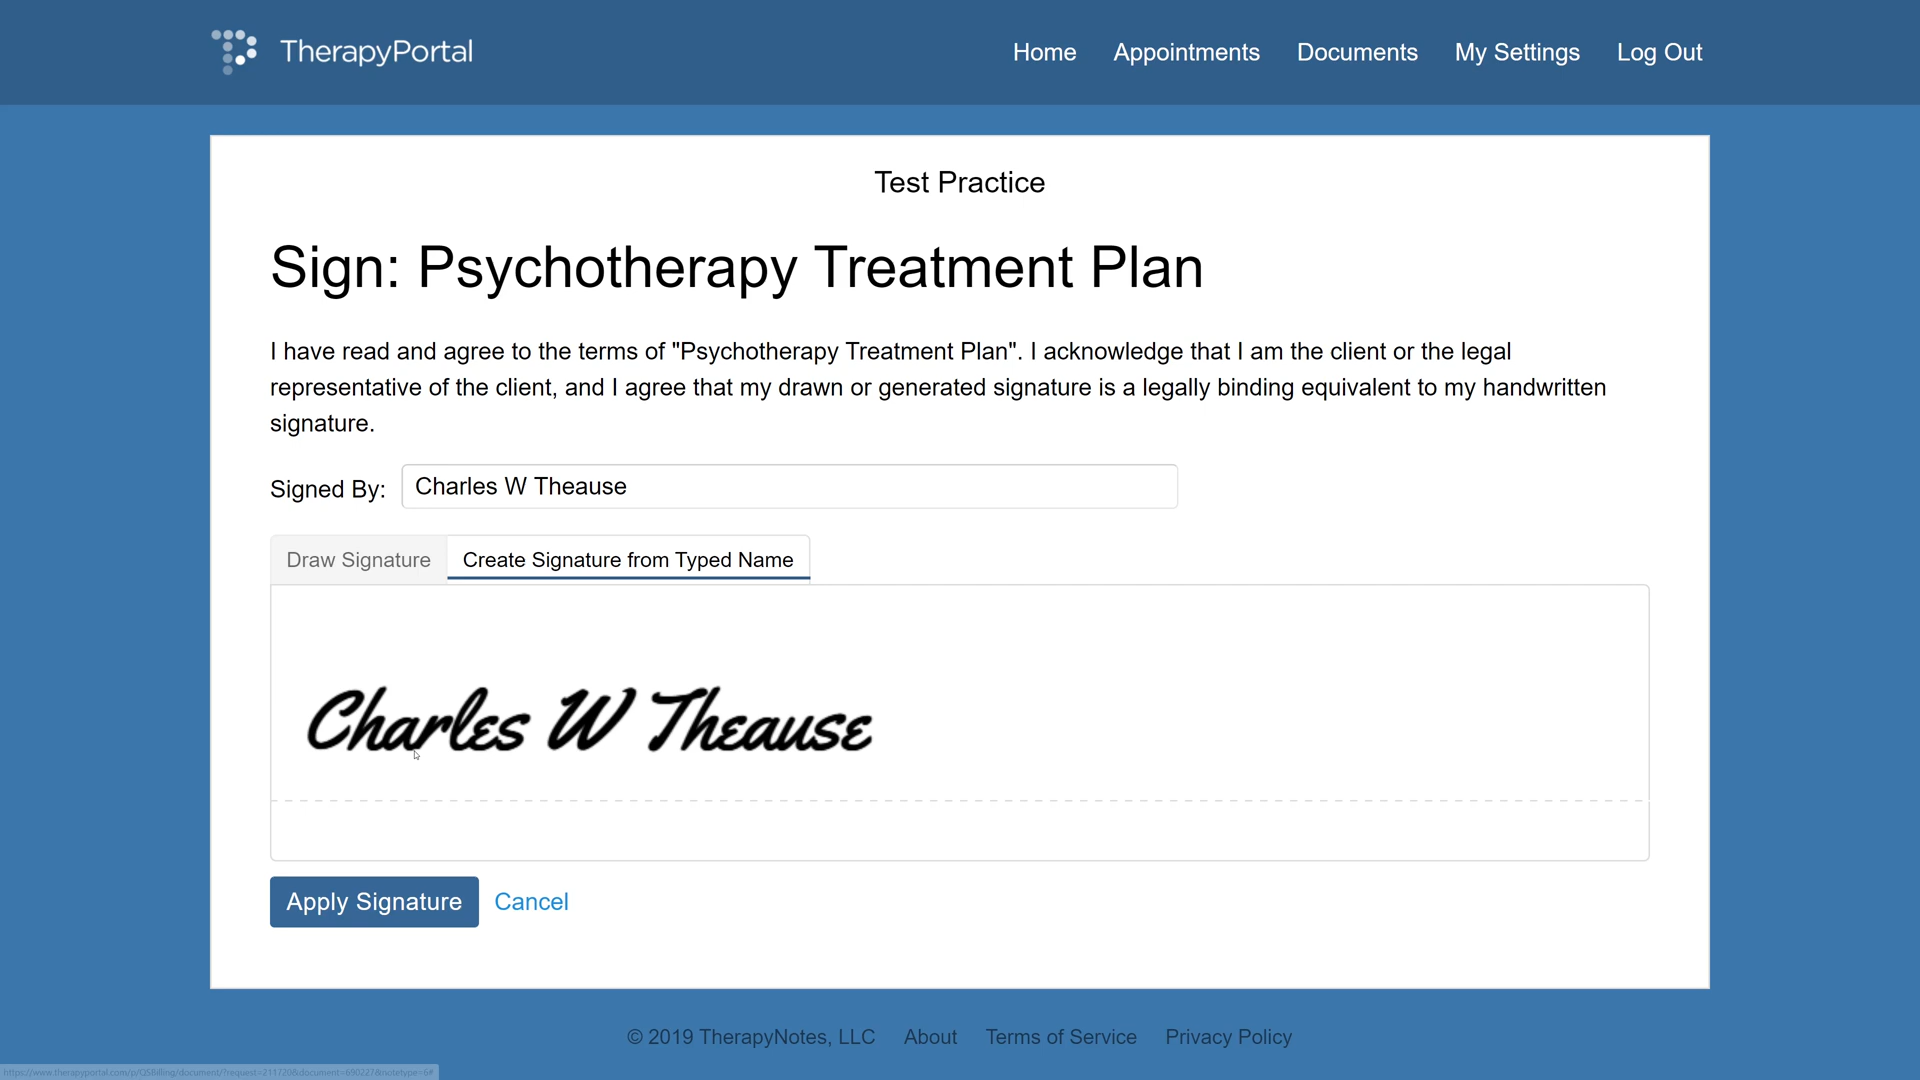 TherapyPortal
Home Appointments Documents My Settings Log Out
Test Practice
Sign: Psychotherapy Treatment Plan
I have read and agree to the terms of "Psychotherapy Treatment Plan". I acknowledge that I am the client or the legal
representative of the client, and I agree that my drawn or generated signature is a legally binding equivalent to my handwritten
signature.
Signed By: Charles W Theause
Draw Signature Create Signature from Typed Name
Charles W Theause
Apply Signature Cancel
© 2019 TherapyNotes, LLC About Terms of Service Privacy Policy